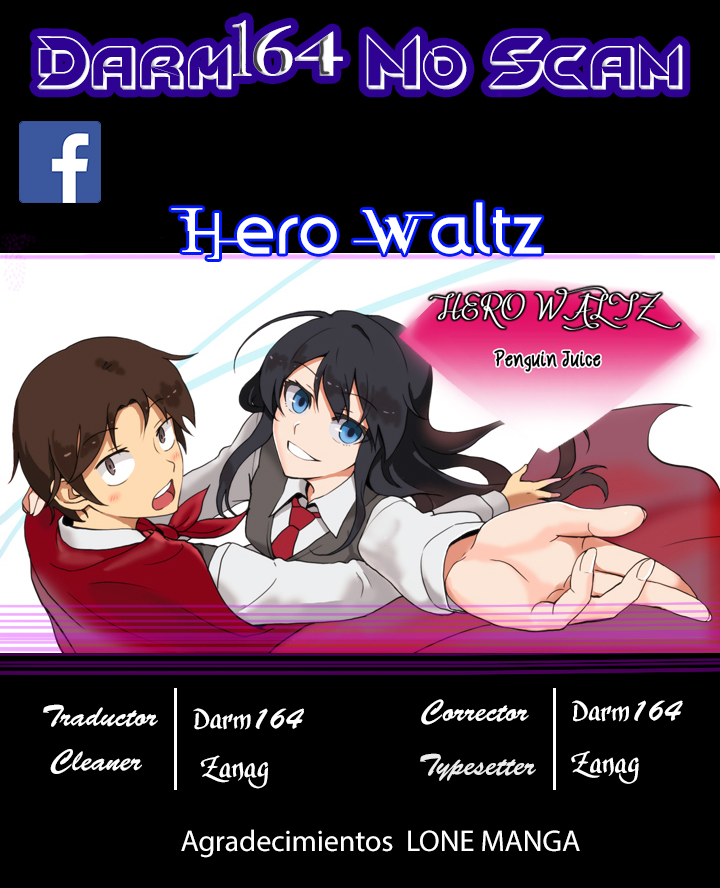 Darm164 No Scan
f
Hero Waltz
HERO WALTZ
Penguin Juice
Traductor Darm164 Corrector Darm164
Cleaner Zanag Typesetter Zanag
Agradecimientos LONE MANGA